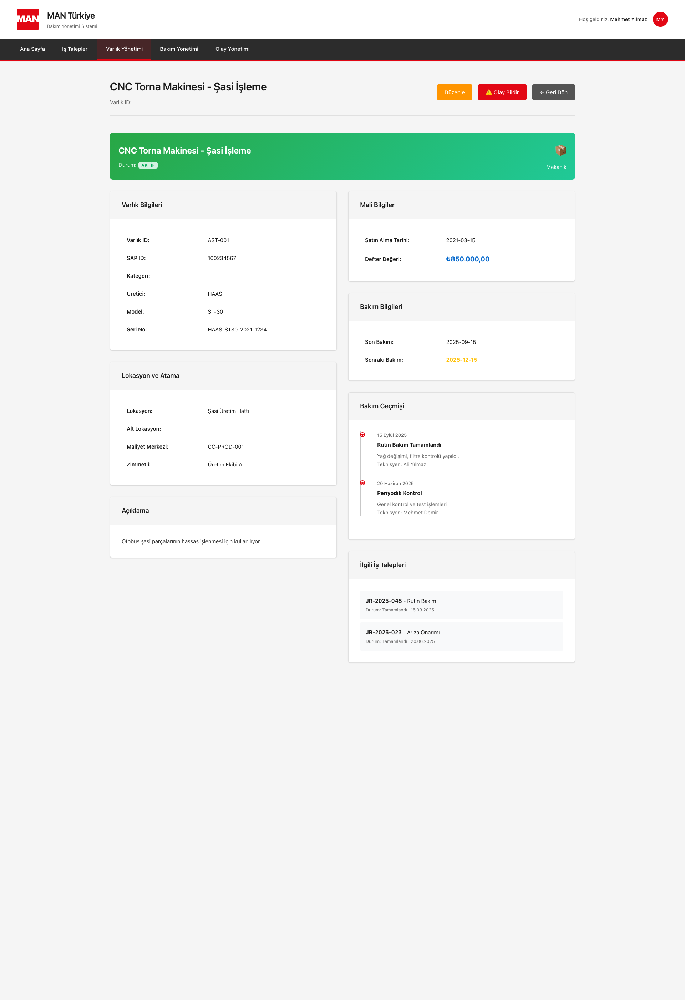 MAN
MAN Türkiye
Bakım Yönetimi Sistemi
Hoş geldiniz, Mehmet Yılmaz
MY
Ana Sayfa
İş Talepleri
Varlık Yönetimi
Bakım Yönetimi
Olay Yönetimi
CNC Torna Makinesi - Şasi İşleme
Varlık ID:
Düzenle
⚠️ Olay Bildir
← Geri Dön
CNC Torna Makinesi - Şasi İşleme
Durum: AKTİF
Mekanik
Varlık Bilgileri
Varlık ID: AST-001
SAP ID: 100234567
Kategori:
Üretici: HAAS
Model: ST-30
Seri No: HAAS-ST30-2021-1234
Lokasyon ve Atama
Lokasyon: Şasi Üretim Hattı
Alt Lokasyon:
Maliyet Merkezi: CC-PROD-001
Zimmetli: Üretim Ekibi A
Açıklama
Otobüs şasi parçalarının hassas işlenmesi için kullanılıyor
Mali Bilgiler
Satın Alma Tarihi: 2021-03-15
Defter Değeri: ₺850.000,00
Bakım Bilgileri
Son Bakım: 2025-09-15
Sonraki Bakım: 2025-12-15
Bakım Geçmişi
15 Eylül 2025
Rutin Bakım Tamamlandı
Yağ değişimi, filtre kontrolü yapıldı.
Teknisyen: Ali Yılmaz
20 Haziran 2025
Periyodik Kontrol
Genel kontrol ve test işlemleri
Teknisyen: Mehmet Demir
İlgili İş Talepleri
JR-2025-045 - Rutin Bakım
Durum: Tamamlandı | 15.09.2025
JR-2025-023 - Arıza Onarımı
Durum: Tamamlandı | 20.06.2025